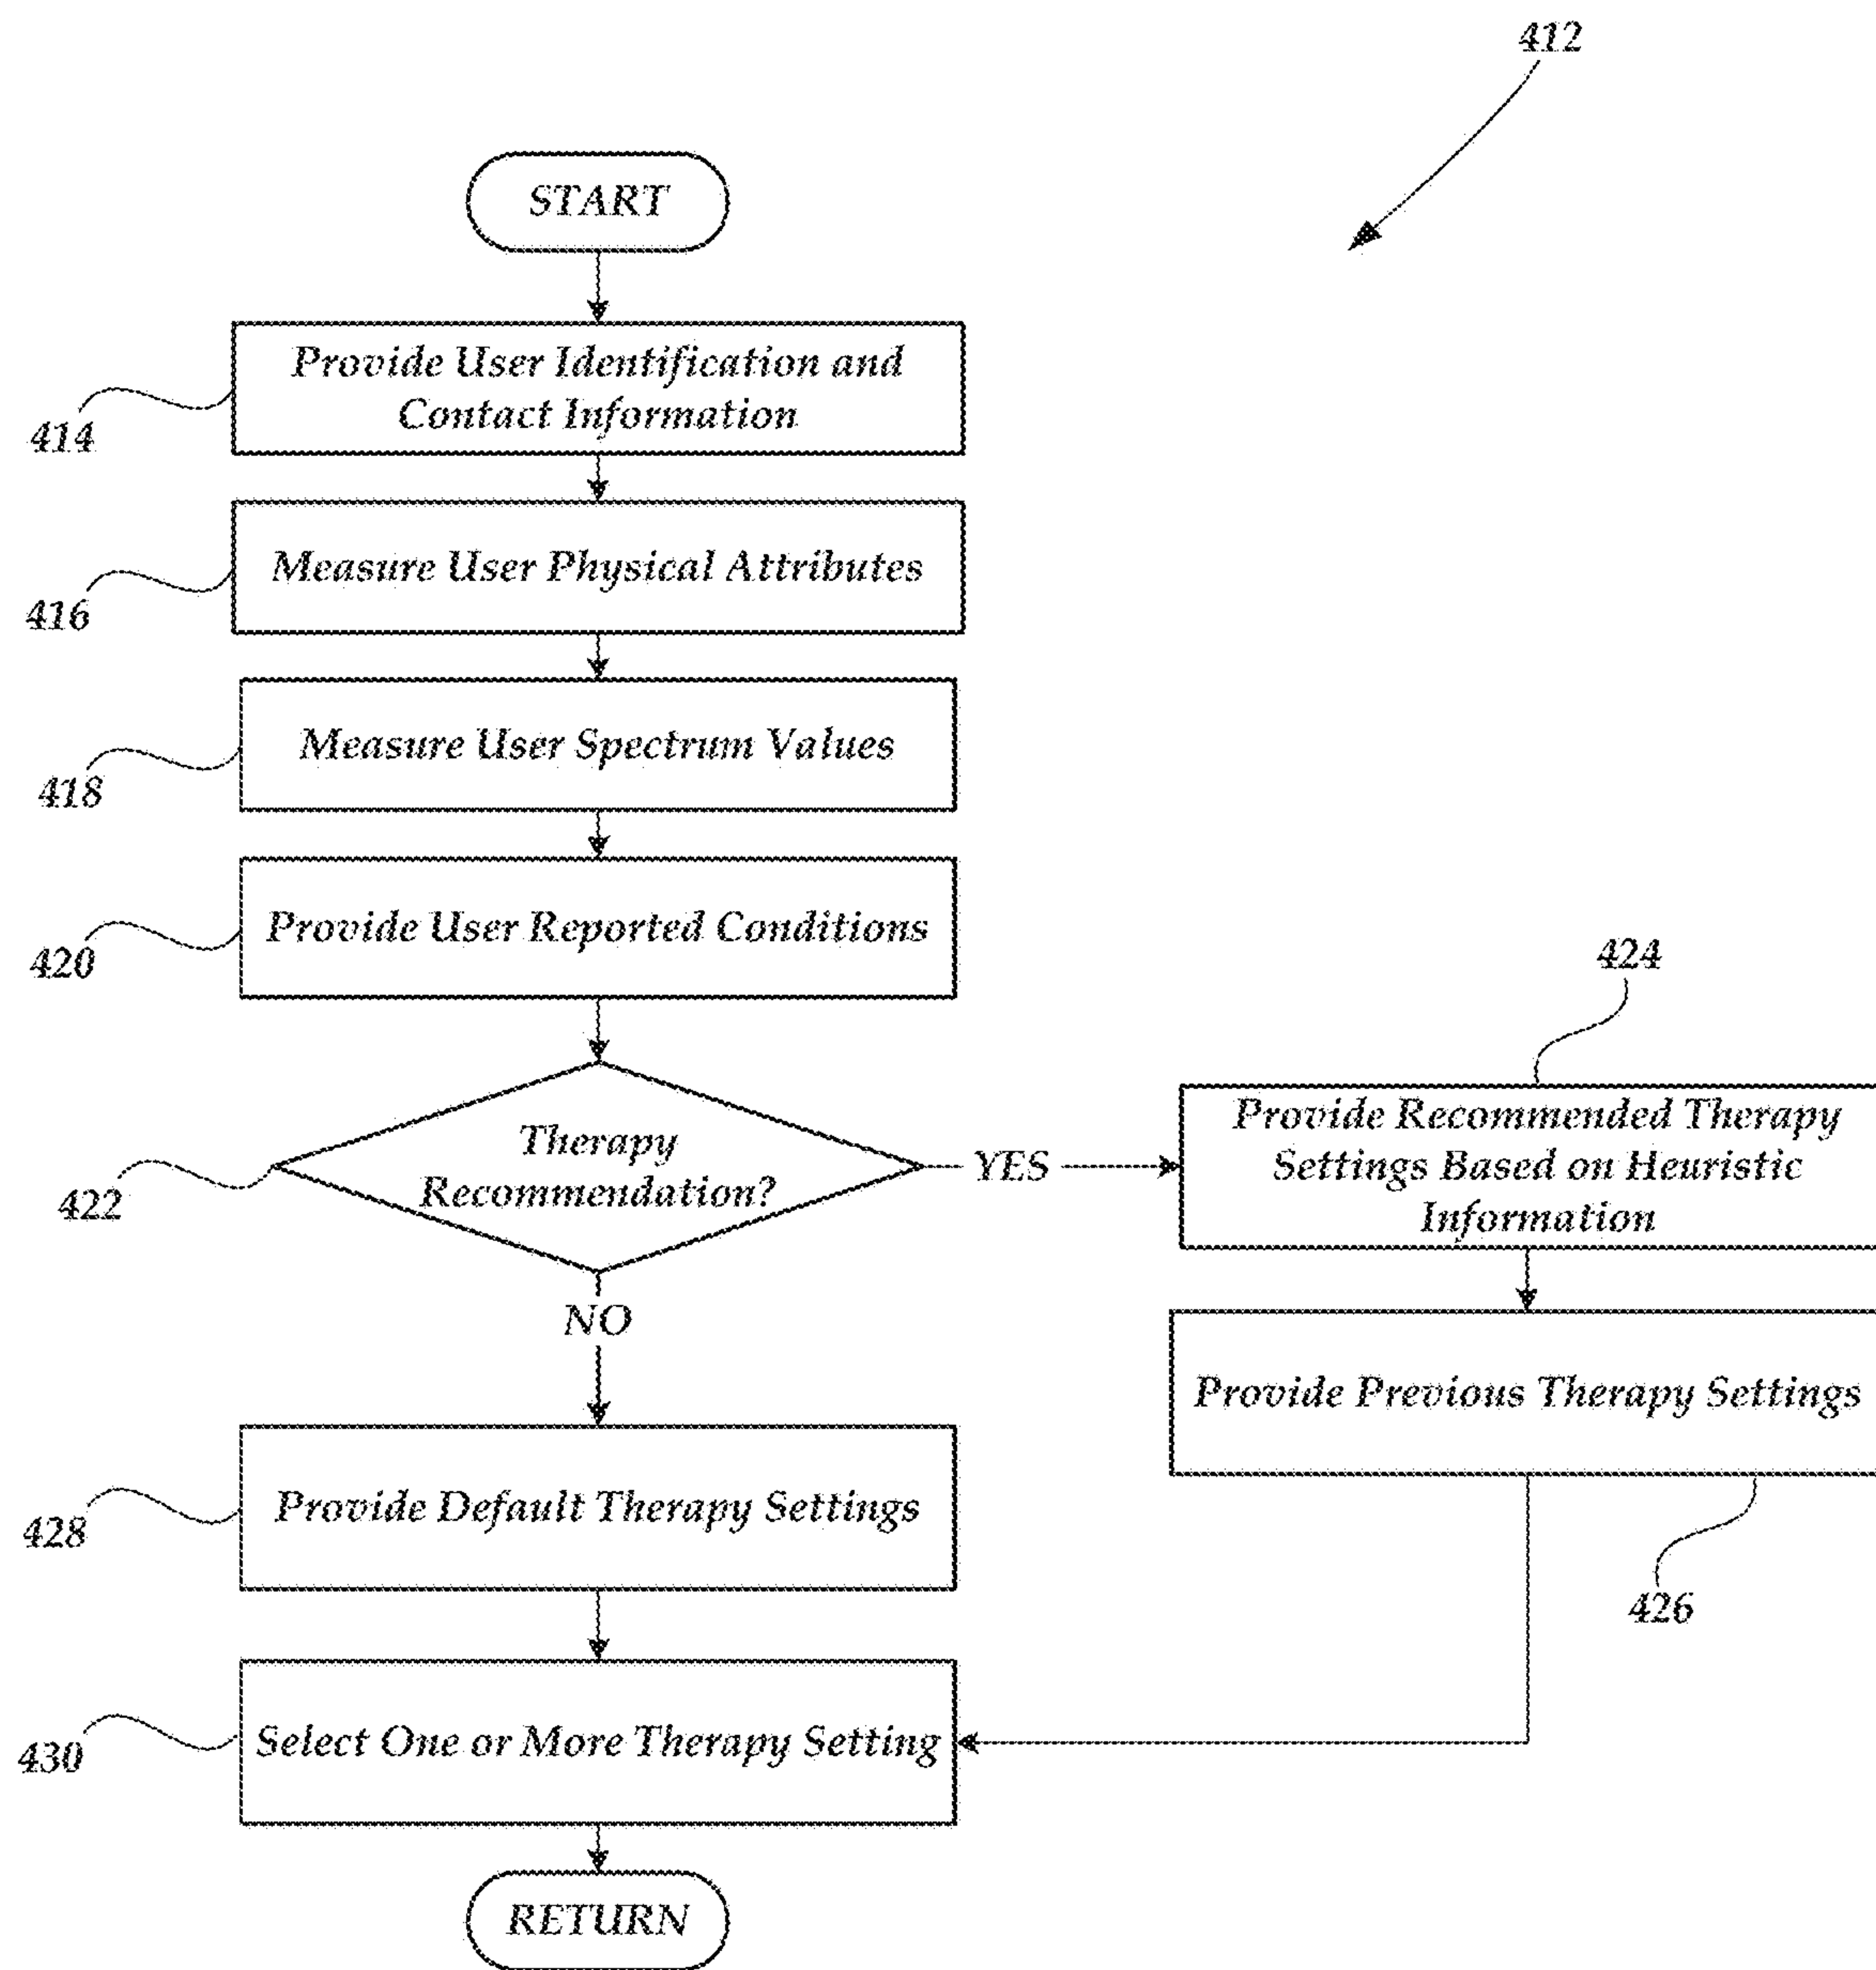 412
START
Provide User Identification and
Contact Information
414
Measure User Physical Attributes
416
Measure User Spectrum Values
418
Provide User Reported Conditions
420
424
Therapy
Recommendation?
422
YES
Provide Recommended Therapy
Settings Based on Heuristic
Information
NO
Provide Previous Therapy Settings
426
Provide Default Therapy Settings
428
Select One or More Therapy Setting
430
RETURN